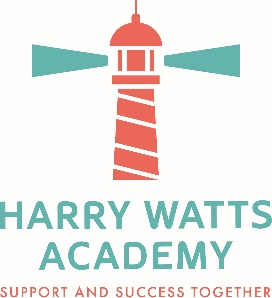 HARRY WATTS
ACADEMY
SUPPORT AND SUCCESS TOGETHER